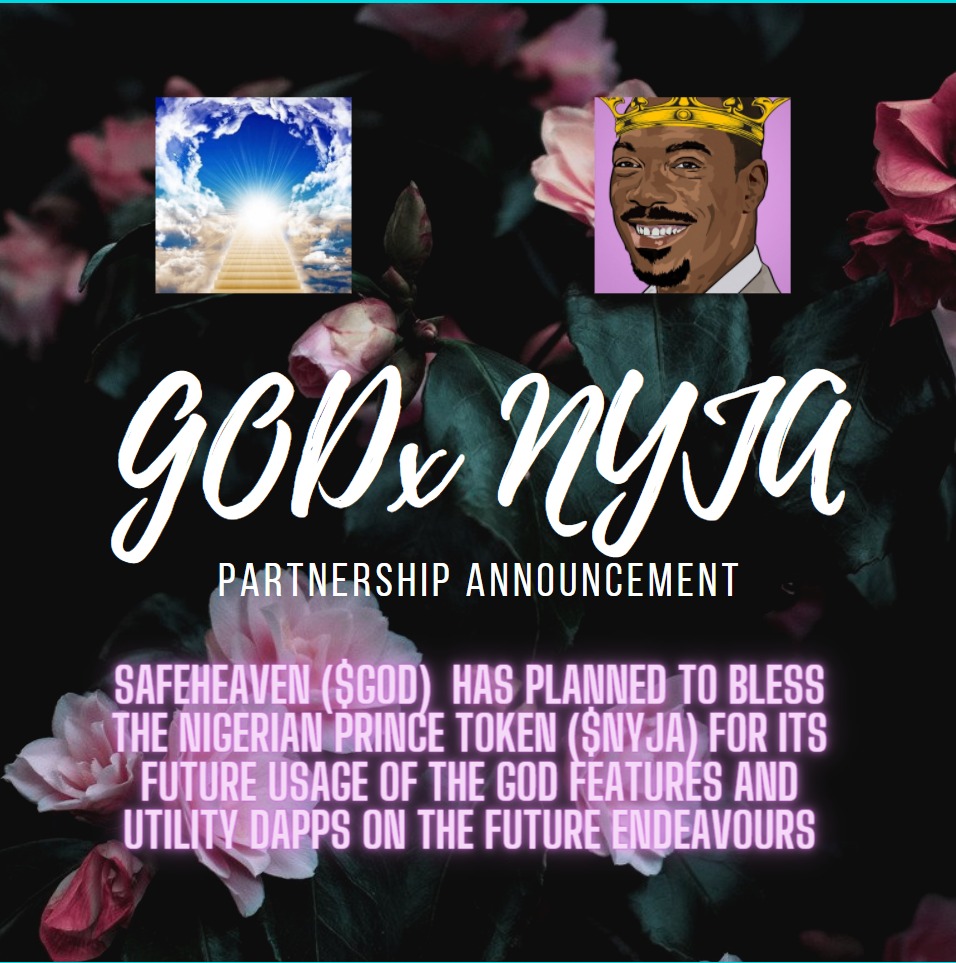 GODx NYJA
PARTNERSHIP ANNOUNCEMENT
SAFEHEAVEN ($GOD) HAS PLANNED TO BLESS
THE NIGERIAN PRINCE TOKEN ($NYJA) FOR ITS
FUTURE USAGE OF THE GOD FEATURES AND
UTILITY DAPPS ON THE FUTURE ENDEAVOURS